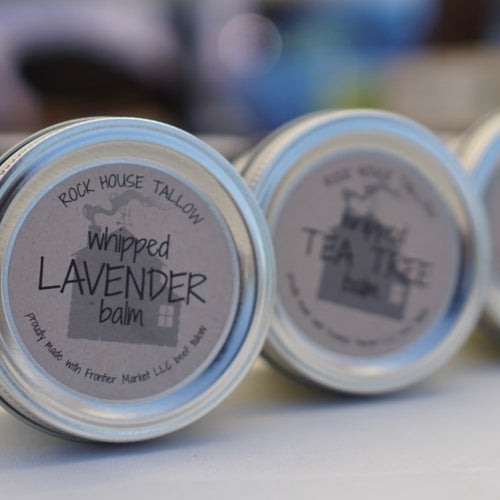 ROCK HOUSE TALLOW
whipped
LAVENDER
balm
proudly made with Frontier Market LLC beef tallow
ROCK HOUSE TALLOW
whipped
TEA TREE
balm